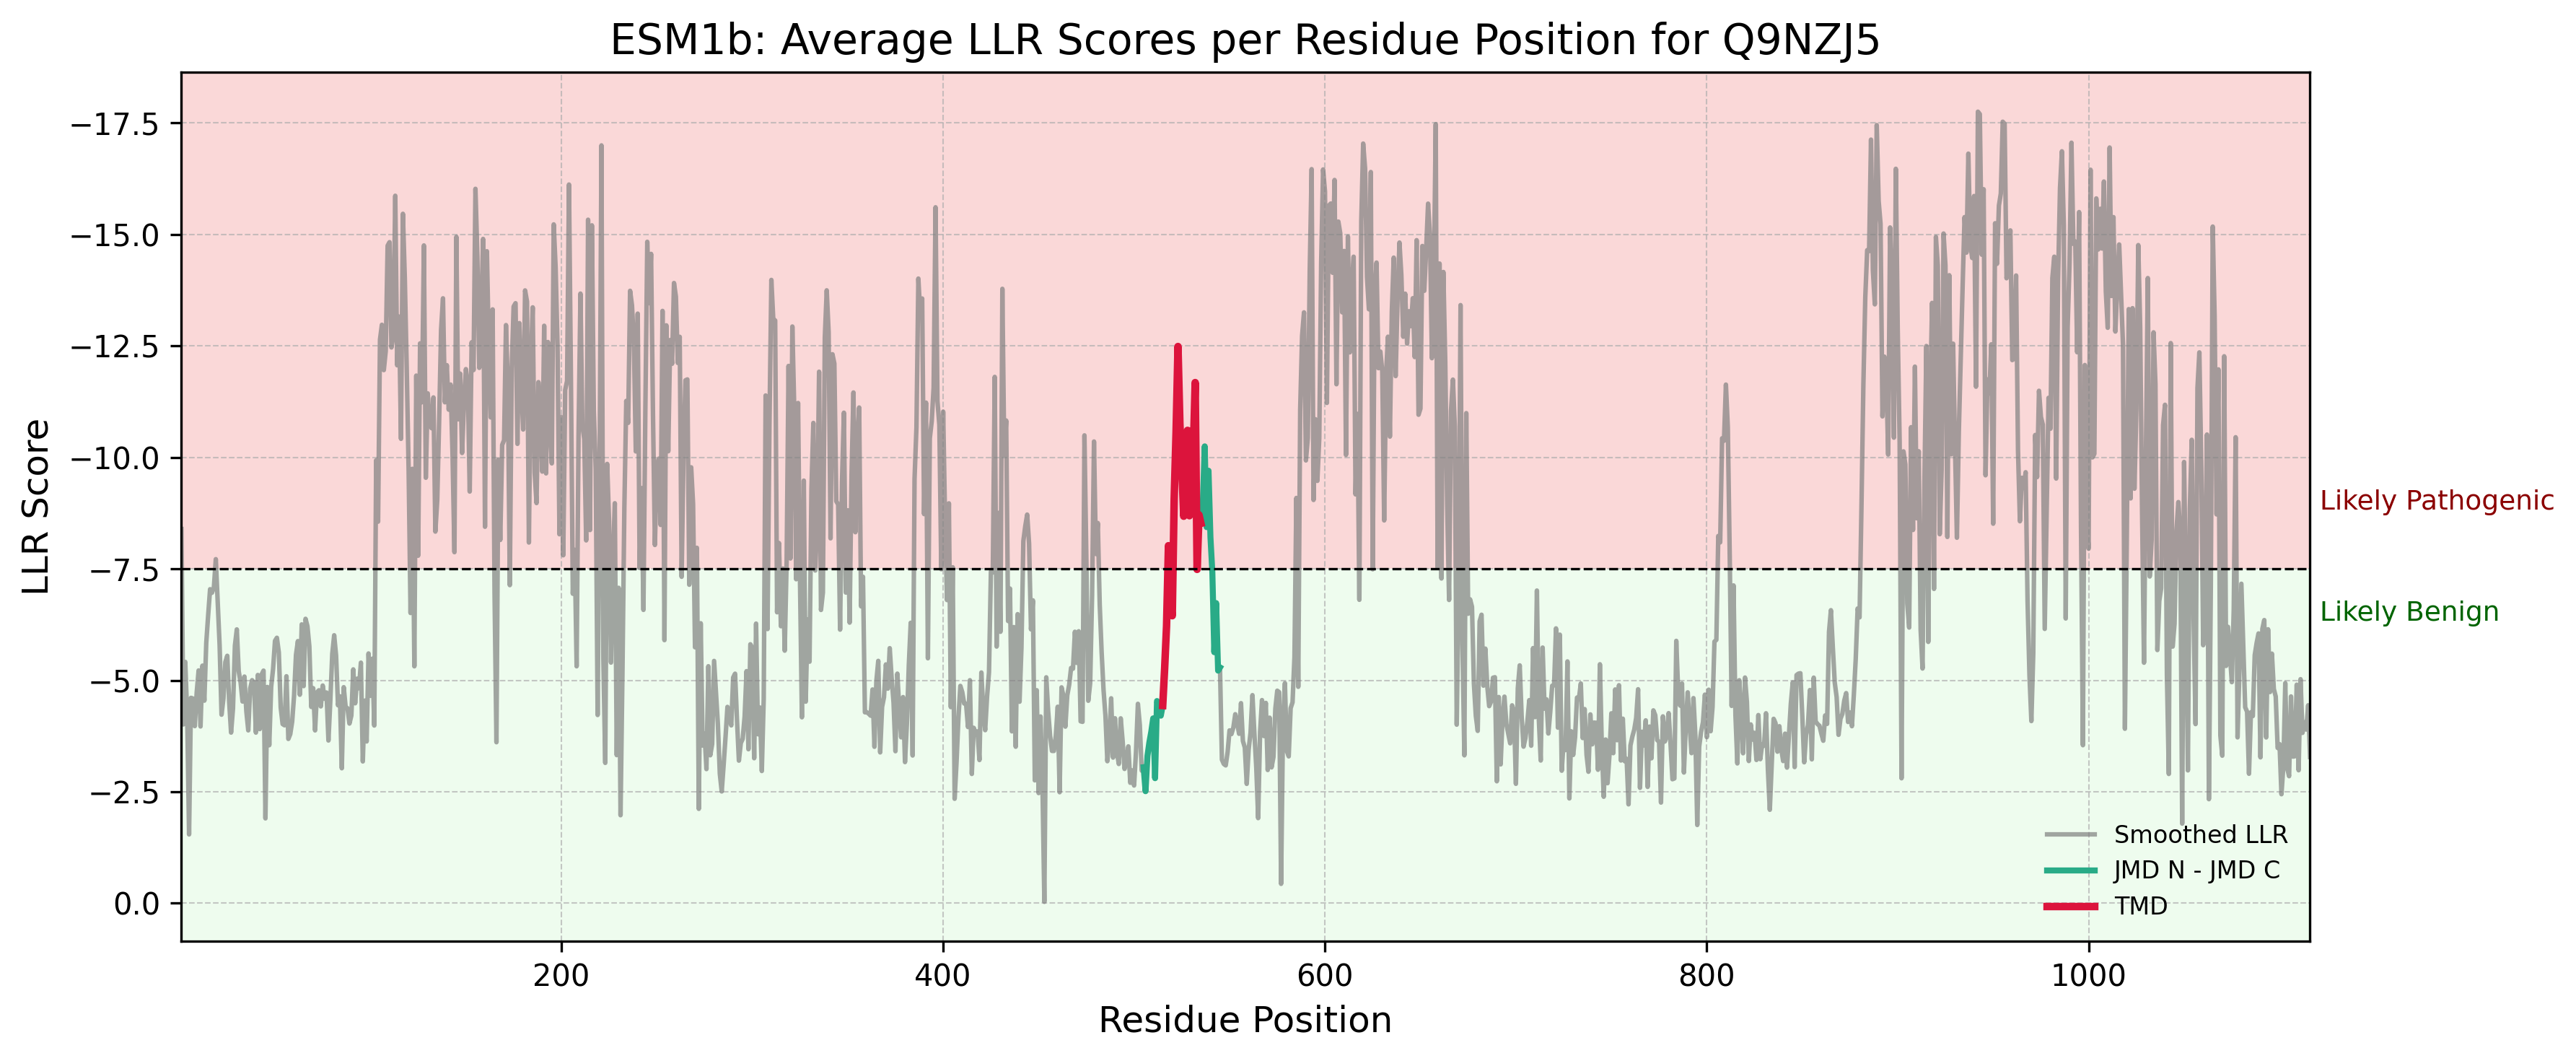 ESM1b: Average LLR Scores per Residue Position for Q9NZJ5
LLR Score
−17.5
−15.0
−12.5
−10.0
−7.5
−5.0
−2.5
0.0
Likely Pathogenic
Likely Benign
Smoothed LLR
JMD N - JMD C
TMD
200
400
600
800
1000
Residue Position